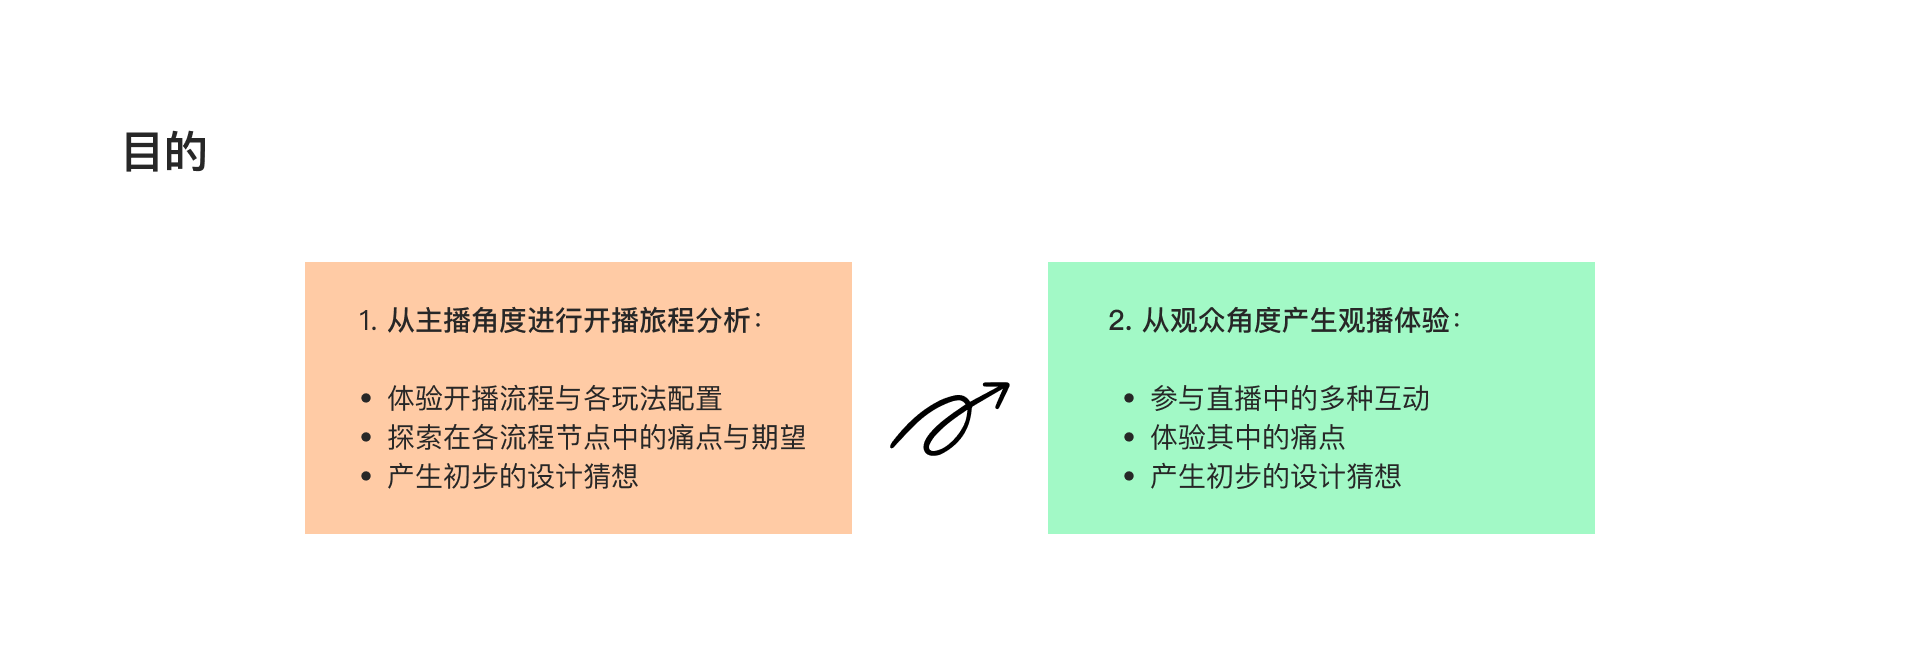 目的
1. 从主播角度进行开播旅程分析：
• 体验开播流程与各玩法配置
• 探索在各流程节点中的痛点与期望
• 产生初步的设计猜想
2. 从观众角度产生观播体验：
• 参与直播中的多种互动
• 体验其中的痛点
• 产生初步的设计猜想